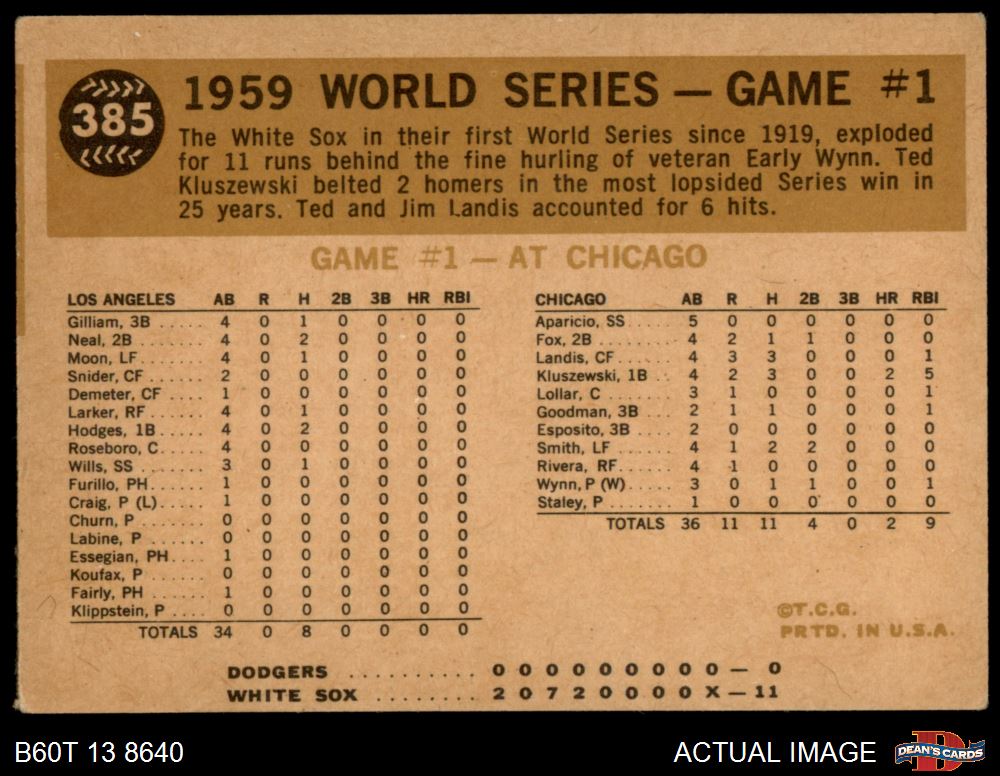 385
1959 WORLD SERIES — GAME #1
The White Sox in their first World Series since 1919, exploded
for 11 runs behind the fine hurling of veteran Early Wynn. Ted
Kluszewski belted 2 homers in the most lopsided Series win in
25 years. Ted and Jim Landis accounted for 6 hits.
GAME #1 — AT CHICAGO
LOS ANGELES AB R H 2B 3B HR RBI
Gilliam, 3B ..... 4 0 1 0 0 0 0
Neal, 2B ....... 4 0 2 0 0 0 0
Moon, LF ....... 4 0 1 0 0 0 0
Snider, CF ...... 2 0 0 0 0 0 0
Demeter, CF .... 1 0 0 0 0 0 0
Larker, RF ...... 4 0 1 0 0 0 0
Hodges, 1B ..... 4 0 2 0 0 0 0
Roseboro, C ..... 4 0 0 0 0 0 0
Wills, SS ....... 3 0 1 0 0 0 0
Furillo, PH ...... 1 0 0 0 0 0 0
Craig, P (L) ..... 1 0 0 0 0 0 0
Churn, P ....... 0 0 0 0 0 0 0
Labine, P ...... 0 0 0 0 0 0 0
Essegian, PH .... 1 0 0 0 0 0 0
Koufax, P ...... 0 0 0 0 0 0 0
Fairly, PH ...... 1 0 0 0 0 0 0
Klippstein, P .... 0 0 0 0 0 0 0
TOTALS 34 0 8 0 0 0 0
CHICAGO AB R H 2B 3B HR RBI
Aparicio, SS ..... 5 0 0 0 0 0 0
Fox, 2B ........ 4 2 1 1 0 0 0
Landis, CF ...... 4 3 3 0 0 0 1
Kluszewski, 1B .. 4 2 3 0 0 2 5
Lollar, C ....... 3 1 0 0 0 0 1
Goodman, 3B ... 2 1 1 0 0 0 1
Esposito, 3B .... 2 0 0 0 0 0 0
Smith, LF ...... 4 1 2 2 0 0 0
Rivera, RF ...... 4 1 0 0 0 0 0
Wynn, P (W) ..... 3 0 1 1 0 0 1
Staley, P ....... 1 0 0 0 0 0 0
TOTALS 36 11 11 4 0 2 9
©T.C.G.
PRTD. IN U.S.A.
DODGERS .......... 0 0 0 0 0 0 0 0 0 — 0
WHITE SOX ......... 2 0 7 2 0 0 0 0 X — 11
B60T 13 8640
ACTUAL IMAGE
D
DEAN'S CARDS